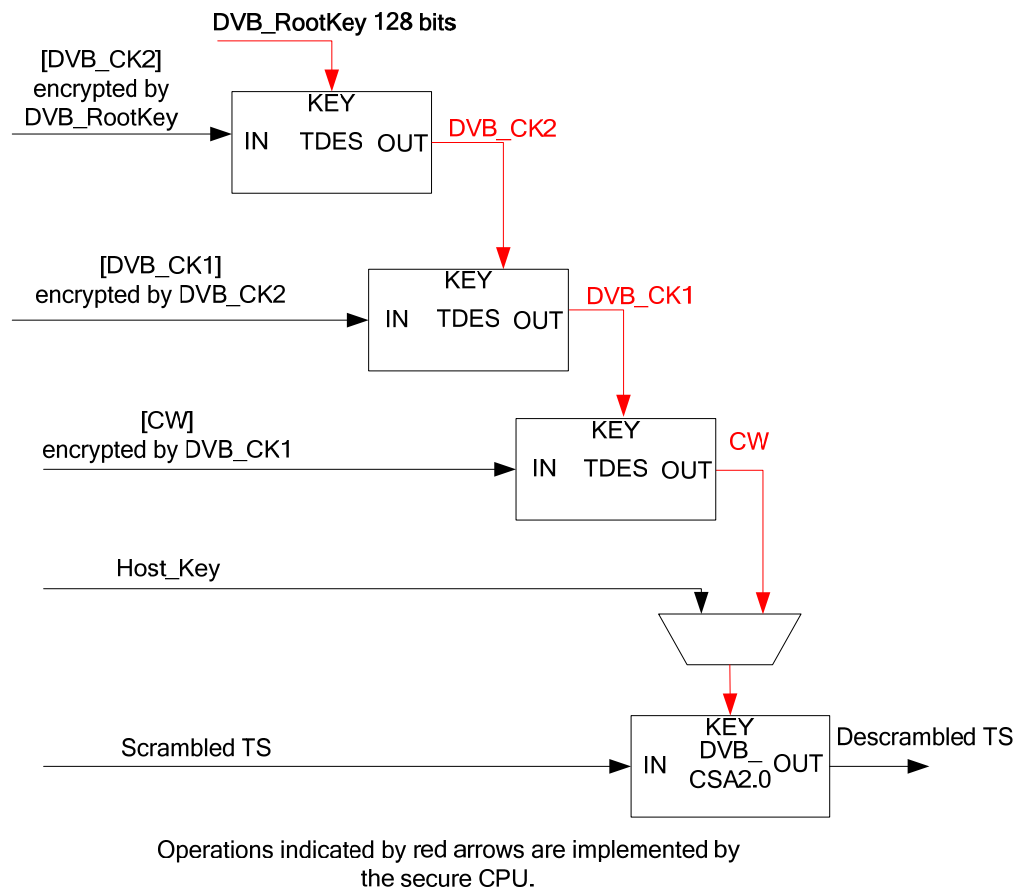 DVB_RootKey 128 bits
[DVB_CK2]
encrypted by
DVB_RootKey
KEY
IN TDES OUT
DVB_CK2
[DVB_CK1]
encrypted by DVB_CK2
KEY
IN TDES OUT
DVB_CK1
[CW]
encrypted by DVB_CK1
KEY
IN TDES OUT
CW
Host_Key
Scrambled TS
KEY
IN DVB_ OUT
CSA2.0
Descrambled TS
Operations indicated by red arrows are implemented by
the secure CPU.